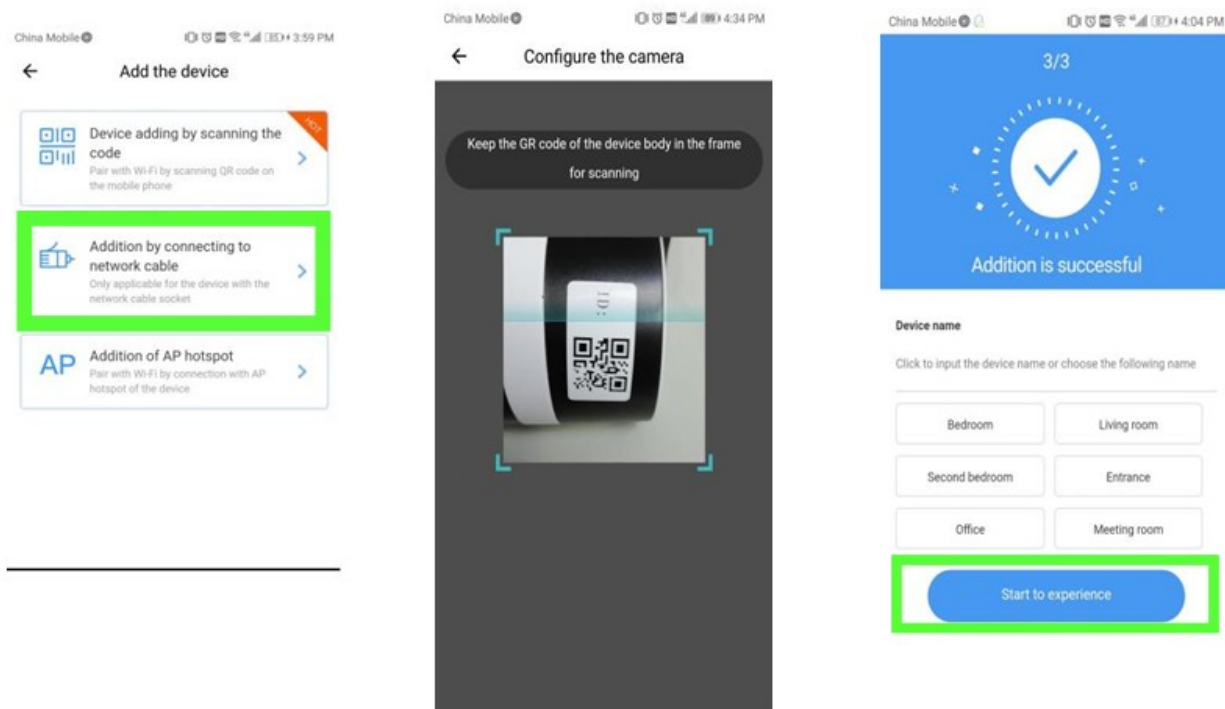 China Mobile
3:59 PM
Add the device
HOT
Device adding by scanning the
code
Pair with Wi-Fi by scanning QR code on
the mobile phone
Addition by connecting to
network cable
Only applicable for the device with the
network cable socket
AP
Addition of AP hotspot
Pair with Wi-Fi by connection with AP
hotspot of the device
China Mobile
4:34 PM
Configure the camera
Keep the GR code of the device body in the frame
for scanning
ID:
China Mobile
4:04 PM
3/3
Addition is successful
Device name
Click to input the device name or choose the following name
Bedroom
Living room
Second bedroom
Entrance
Office
Meeting room
Start to experience